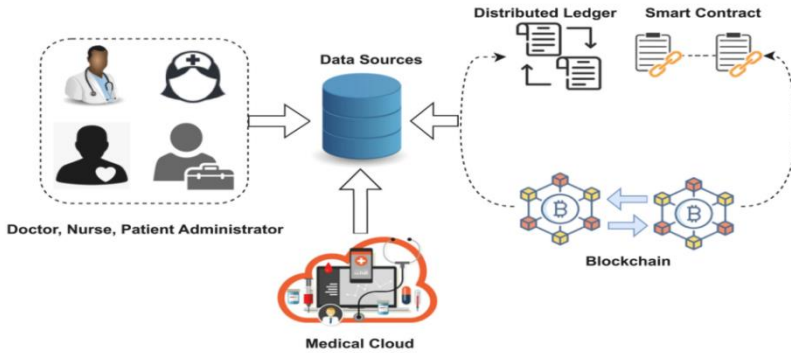 Distributed Ledger
Smart Contract
Data Sources
Doctor, Nurse, Patient Administrator
Blockchain
Medical Cloud